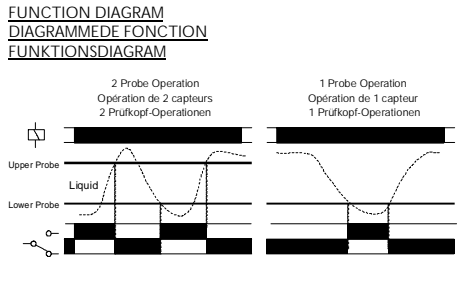 FUNCTION DIAGRAM
DIAGRAMMEDE FONCTION
FUNKTIONSDIAGRAM
2 Probe Operation
Opération de 2 capteurs
2 Prüfkopf-Operationen
1 Probe Operation
Opération de 1 capteur
1 Prüfkopf-Operationen
Upper Probe
Liquid
Lower Probe